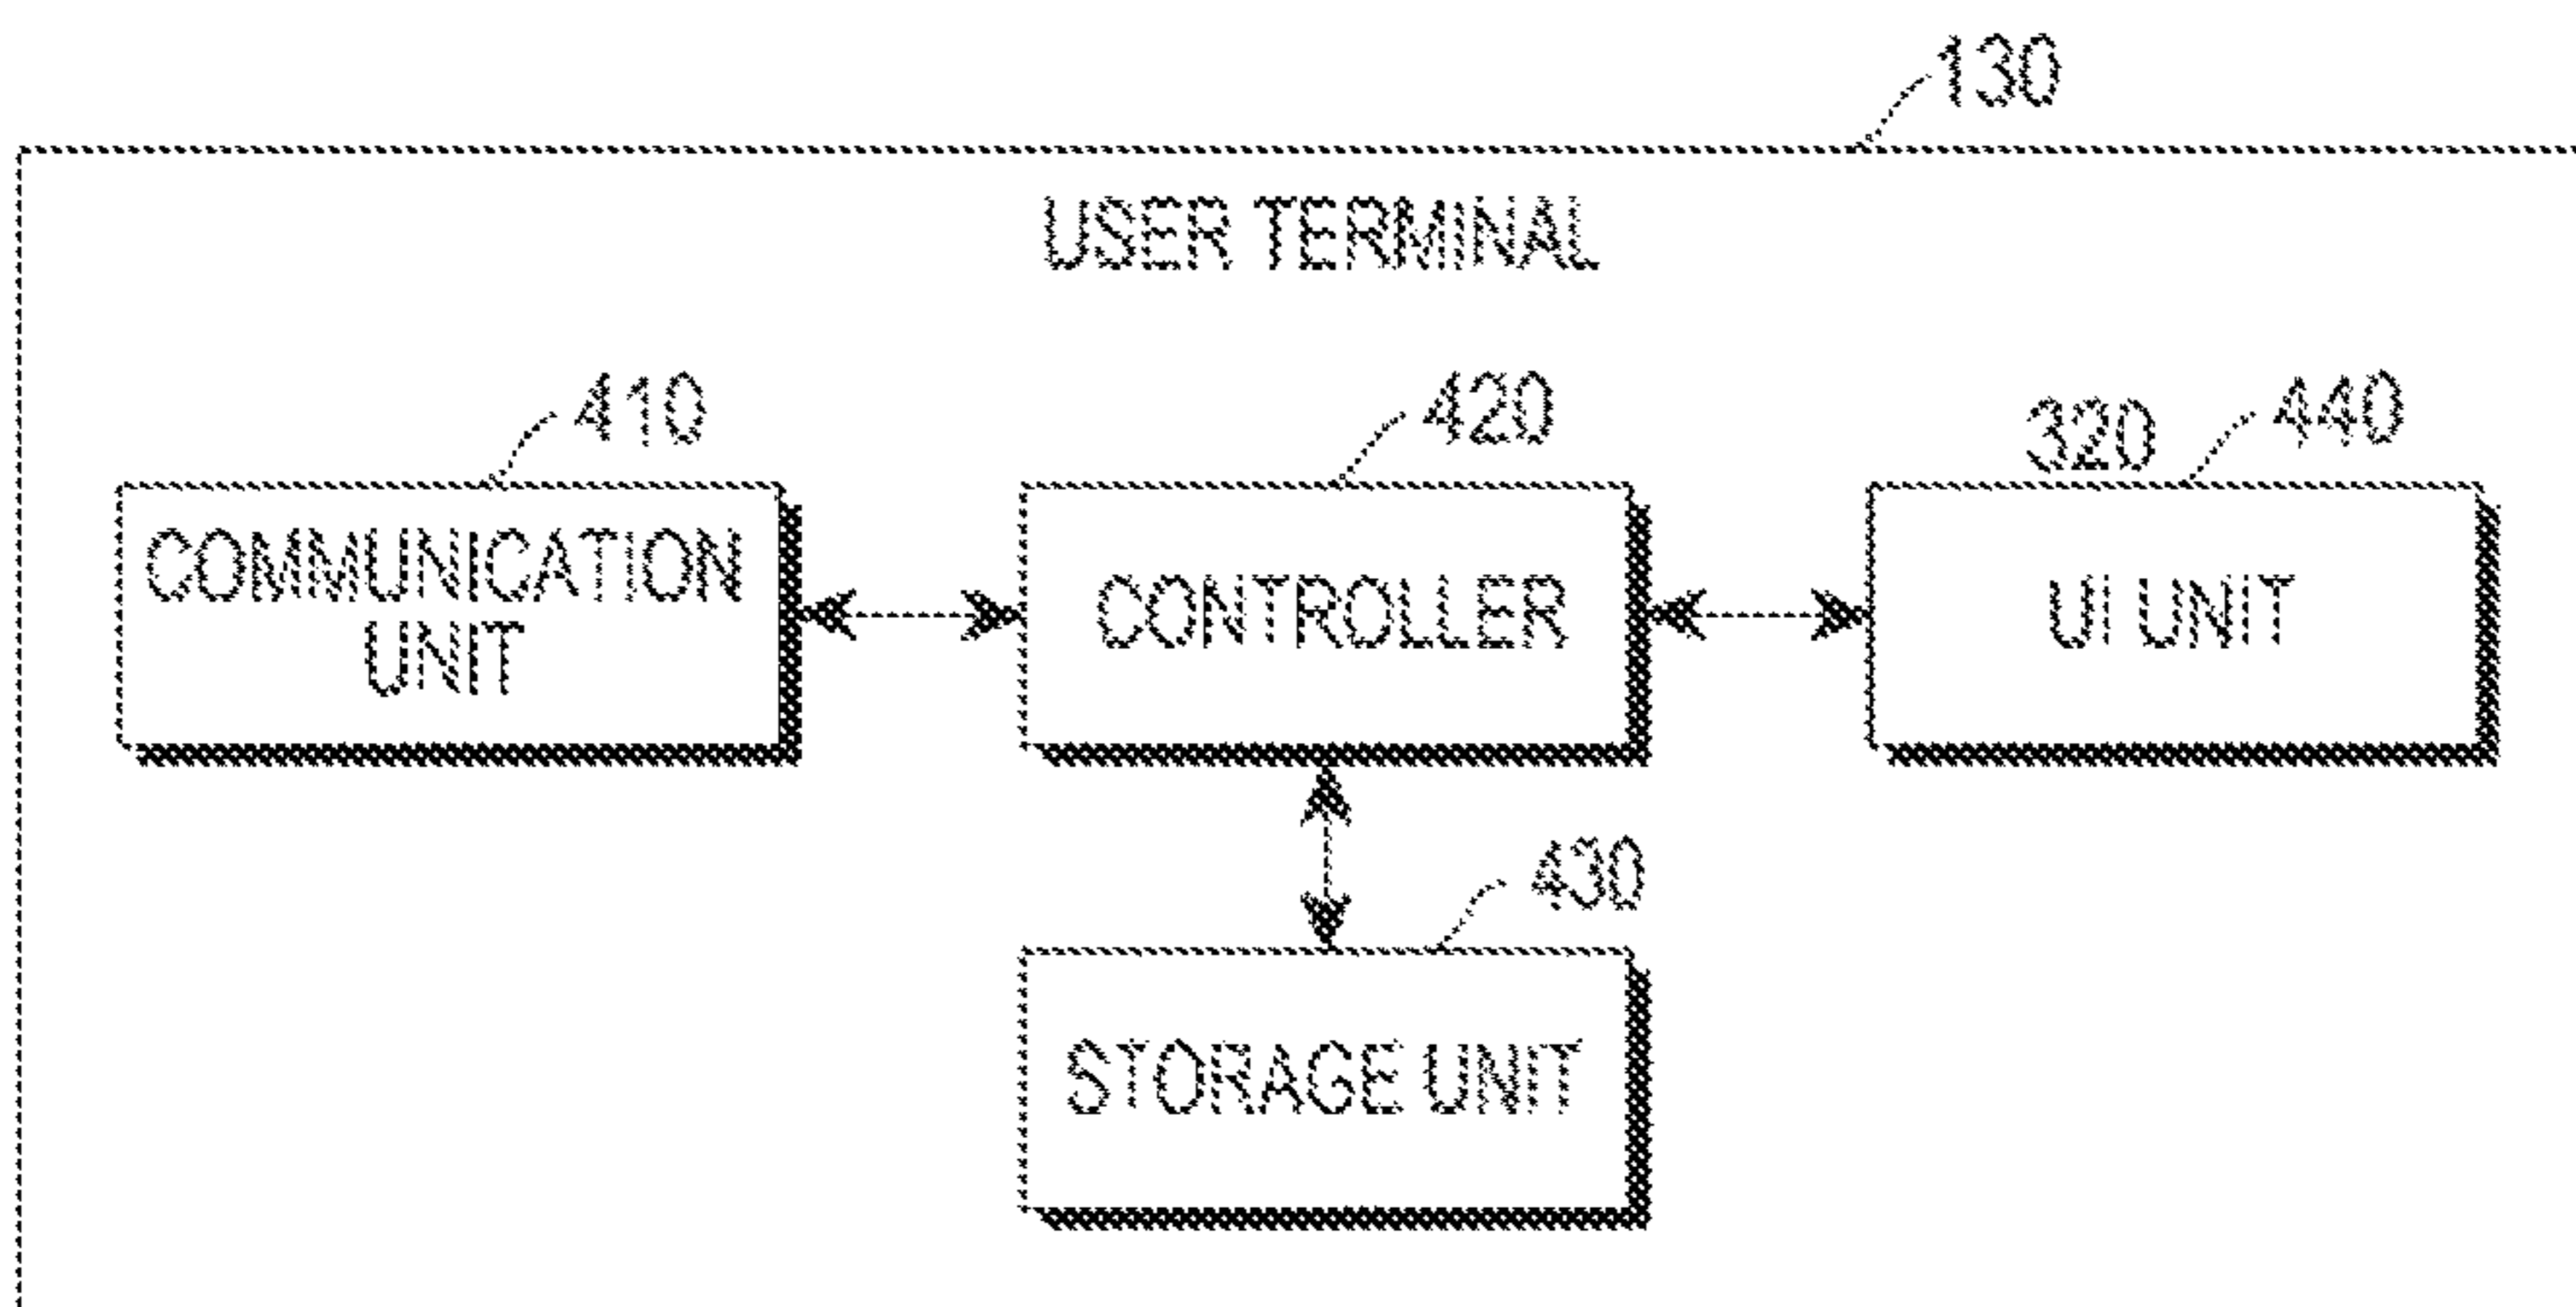 130
USER TERMINAL
410
420
320
440
COMMUNICATION
UNIT
CONTROLLER
UI UNIT
430
STORAGE UNIT